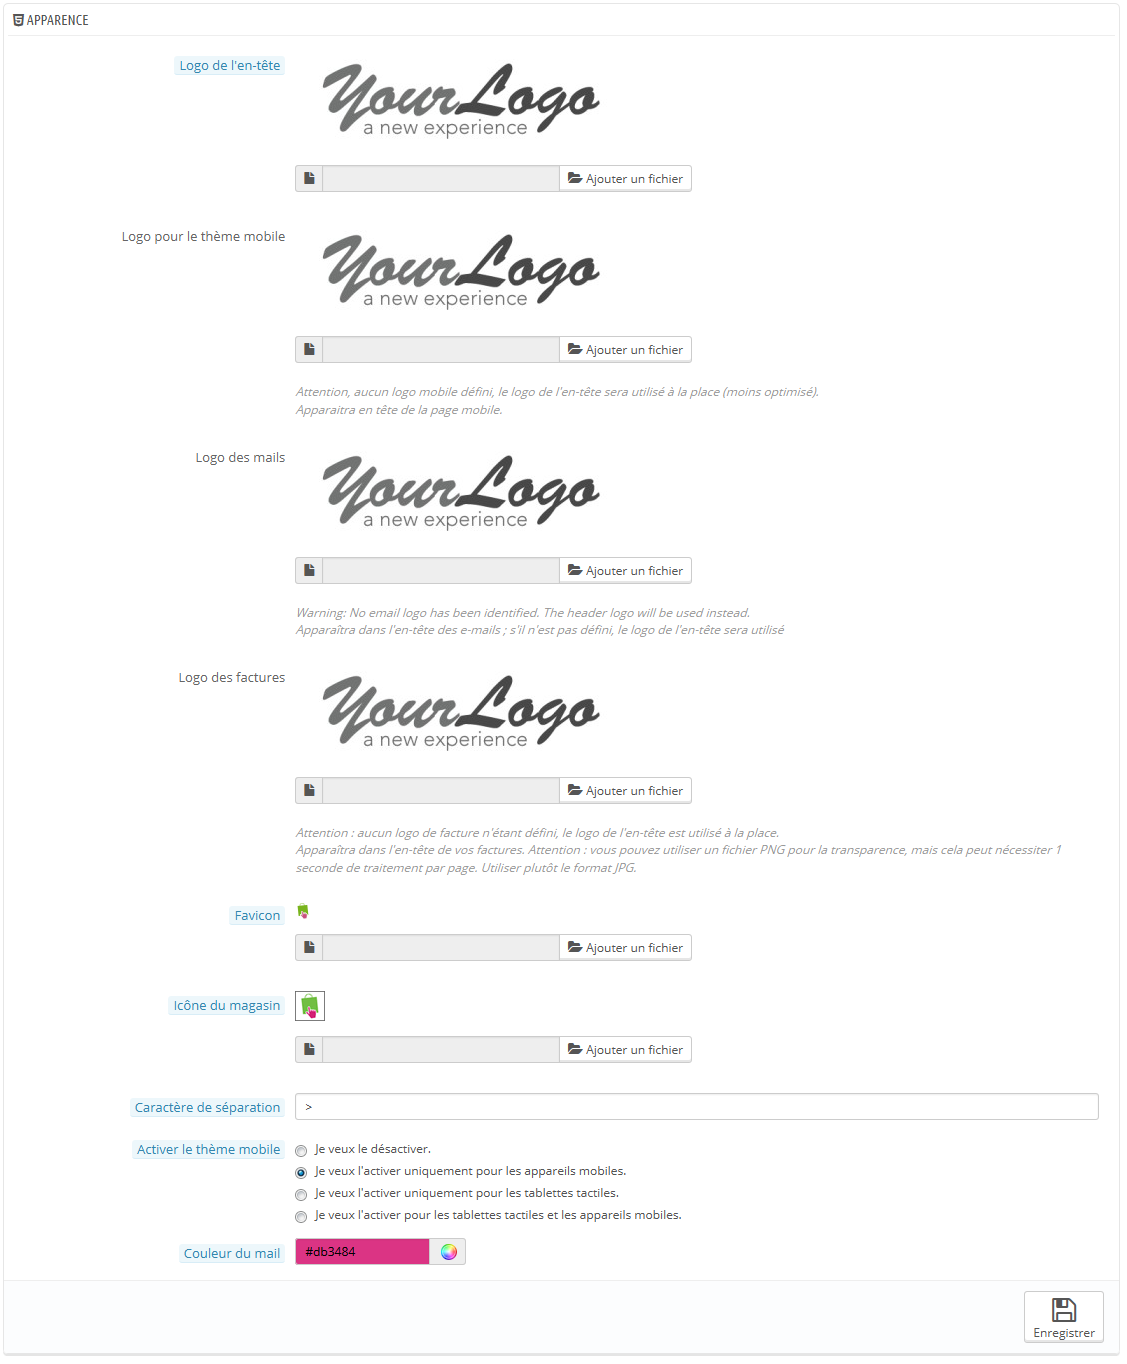 APPARENCE
Logo de l'en-tête
YourLogo
a new experience
Ajouter un fichier
Logo pour le thème mobile
YourLogo
a new experience
Ajouter un fichier
Attention, aucun logo mobile défini, le logo de l'en-tête sera utilisé à la place (moins optimisé).
Apparaitra en tête de la page mobile.
Logo des mails
YourLogo
a new experience
Ajouter un fichier
Warning: No email logo has been identified. The header logo will be used instead.
Apparaîtra dans l'en-tête des e-mails ; s'il n'est pas défini, le logo de l'en-tête sera utilisé
Logo des factures
YourLogo
a new experience
Ajouter un fichier
Attention : aucun logo de facture n'étant défini, le logo de l'en-tête est utilisé à la place.
Apparaîtra dans l'en-tête de vos factures. Attention : vous pouvez utiliser un fichier PNG pour la transparence, mais cela peut nécessiter 1
seconde de traitement par page. Utiliser plutôt le format JPG.
Favicon
Ajouter un fichier
Icône du magasin
Ajouter un fichier
Caractère de séparation
>
Activer le thème mobile
Je veux le désactiver.
Je veux l'activer uniquement pour les appareils mobiles.
Je veux l'activer uniquement pour les tablettes tactiles.
Je veux l'activer pour les tablettes tactiles et les appareils mobiles.
Couleur du mail
#db3484
Enregistrer